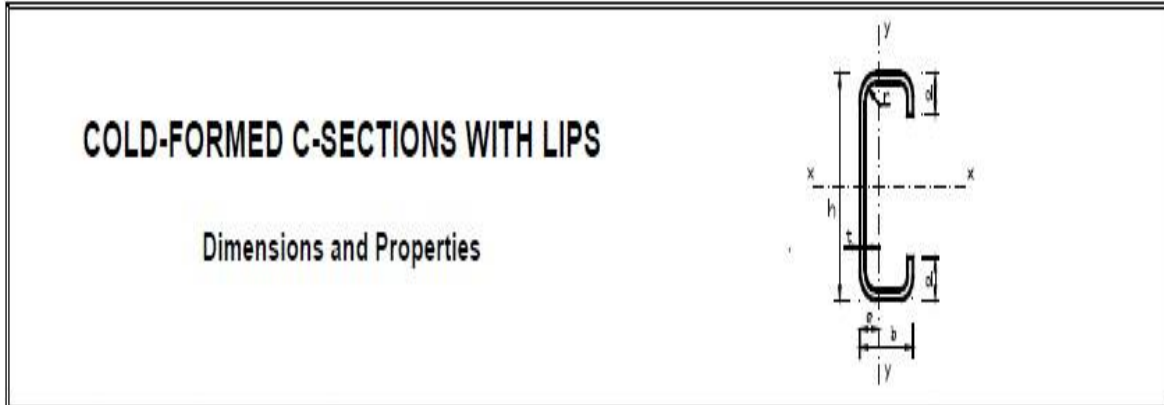 COLD-FORMED C-SECTIONS WITH LIPS
Dimensions and Properties
y
r
d
x
x
h
t
d
e
b
y